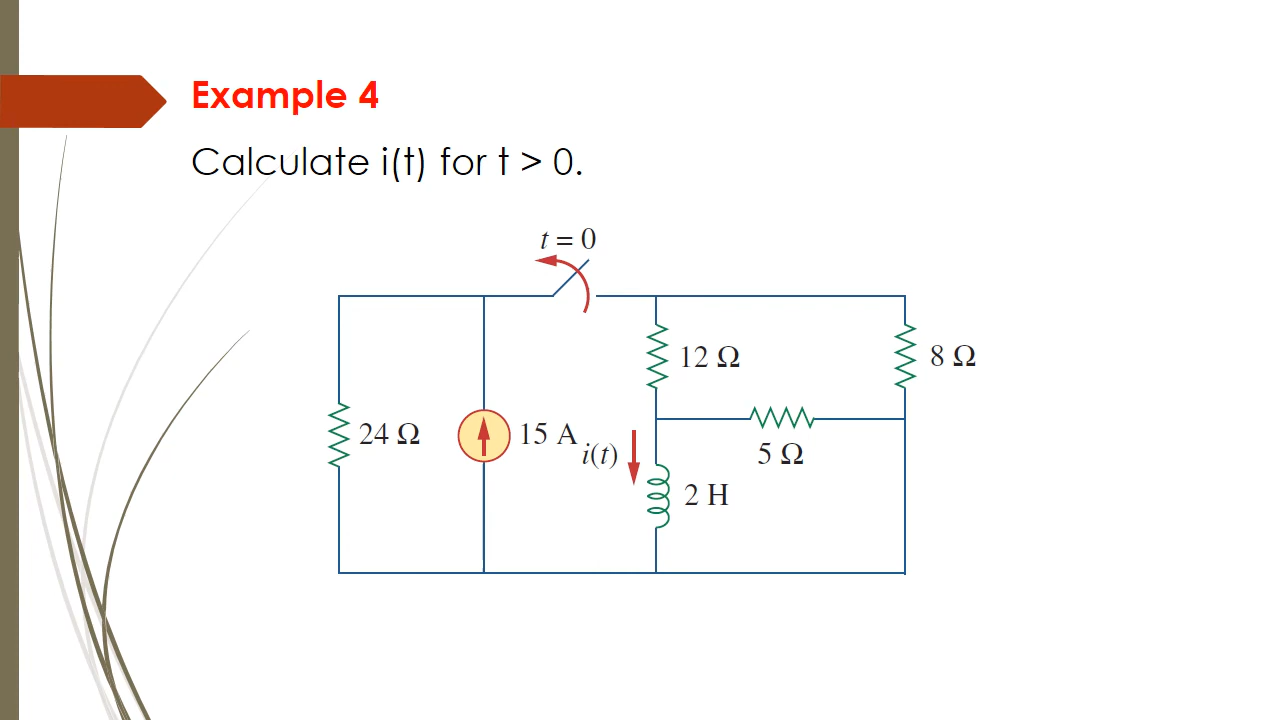 Example 4
Calculate i(t) for t > 0.
t = 0
12 Ω
8 Ω
24 Ω
15 A
i(t)
5 Ω
2 H